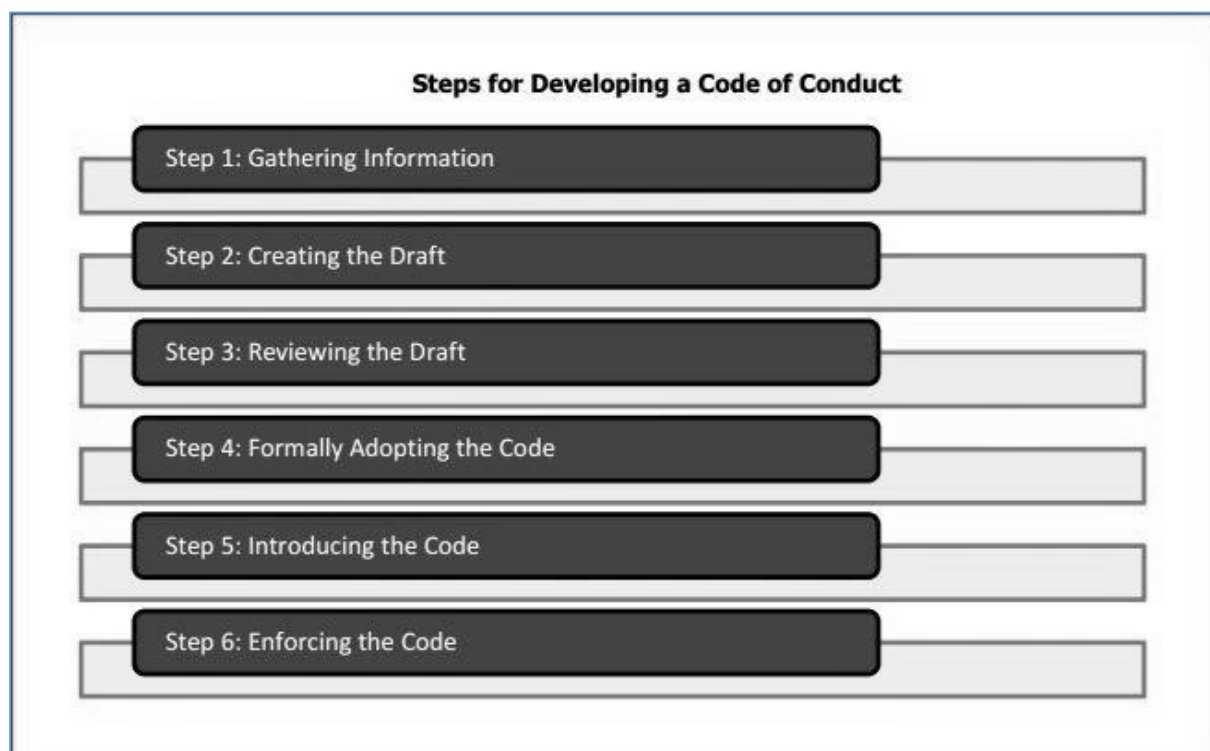 Steps for Developing a Code of Conduct
Step 1: Gathering Information
Step 2: Creating the Draft
Step 3: Reviewing the Draft
Step 4: Formally Adopting the Code
Step 5: Introducing the Code
Step 6: Enforcing the Code